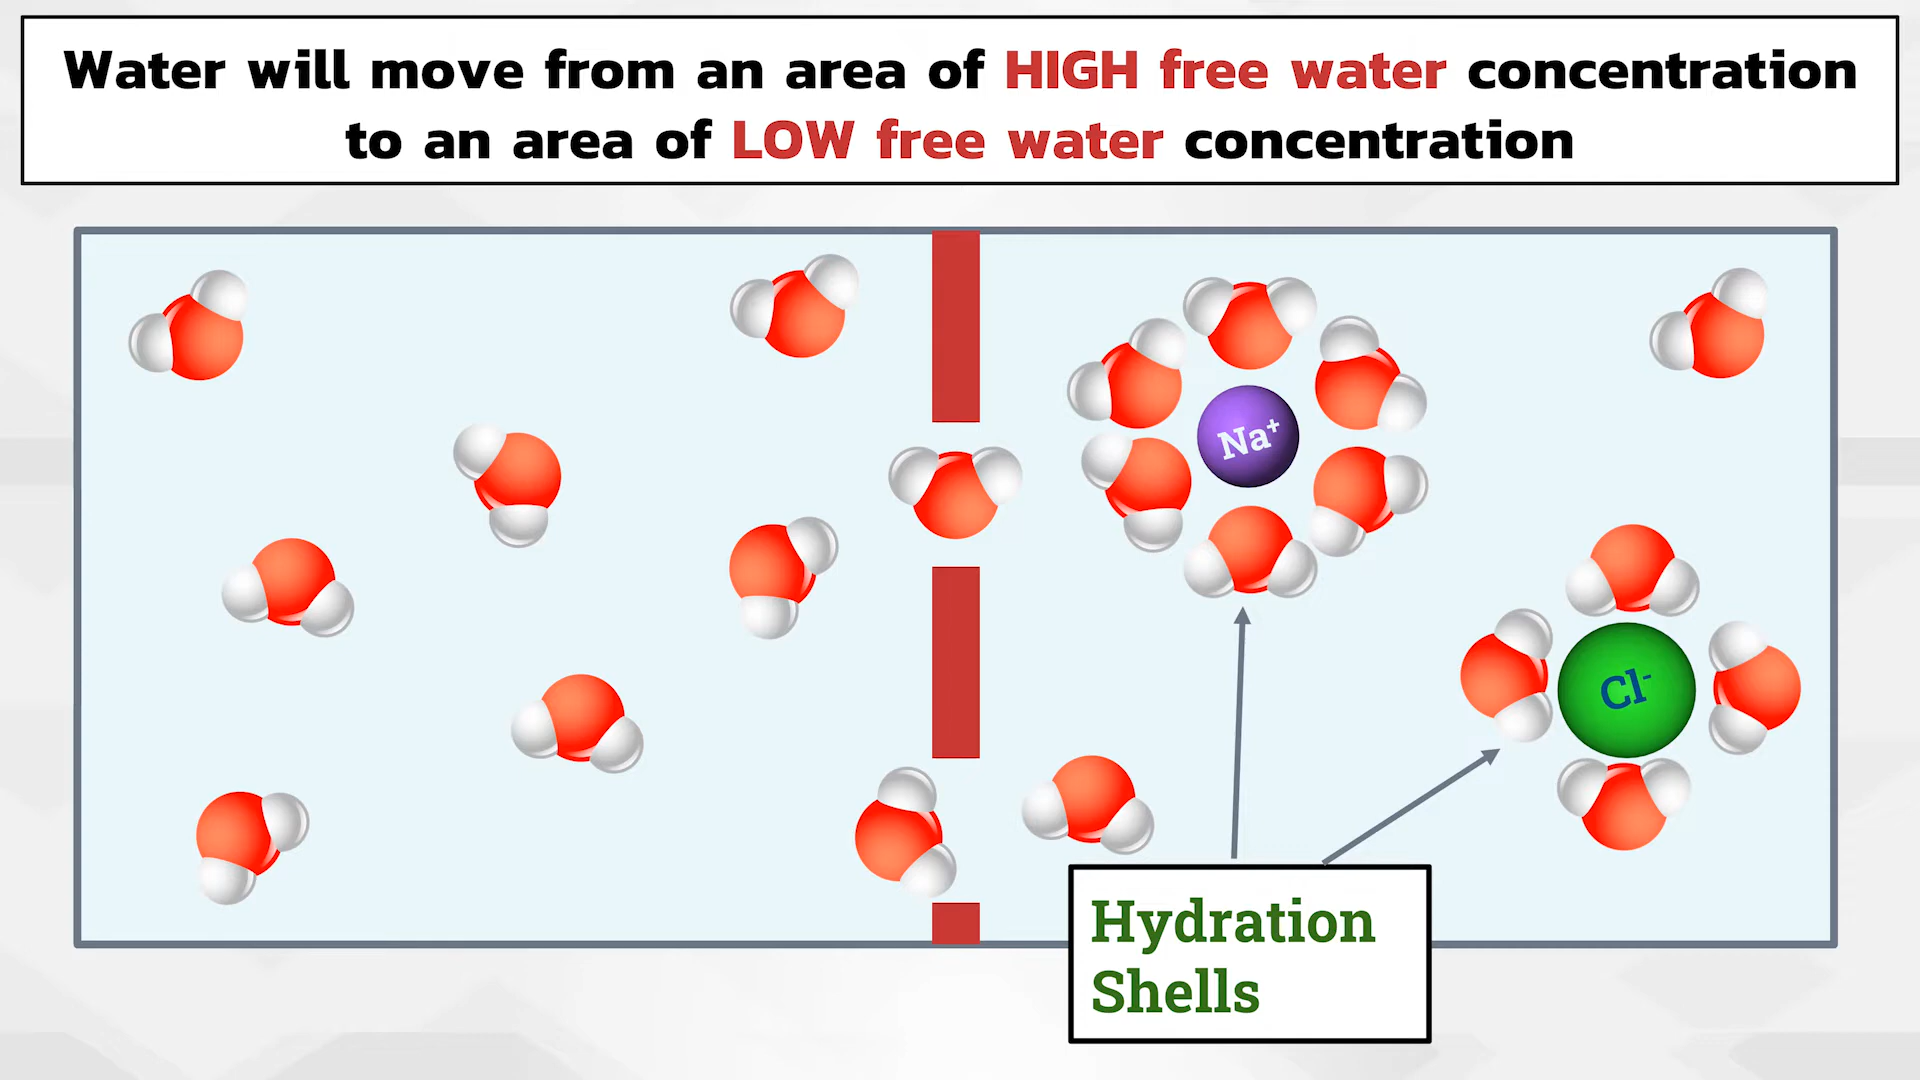 Water will move from an area of HIGH free water concentration
to an area of LOW free water concentration
Na⁺
Cl⁻
Hydration
Shells